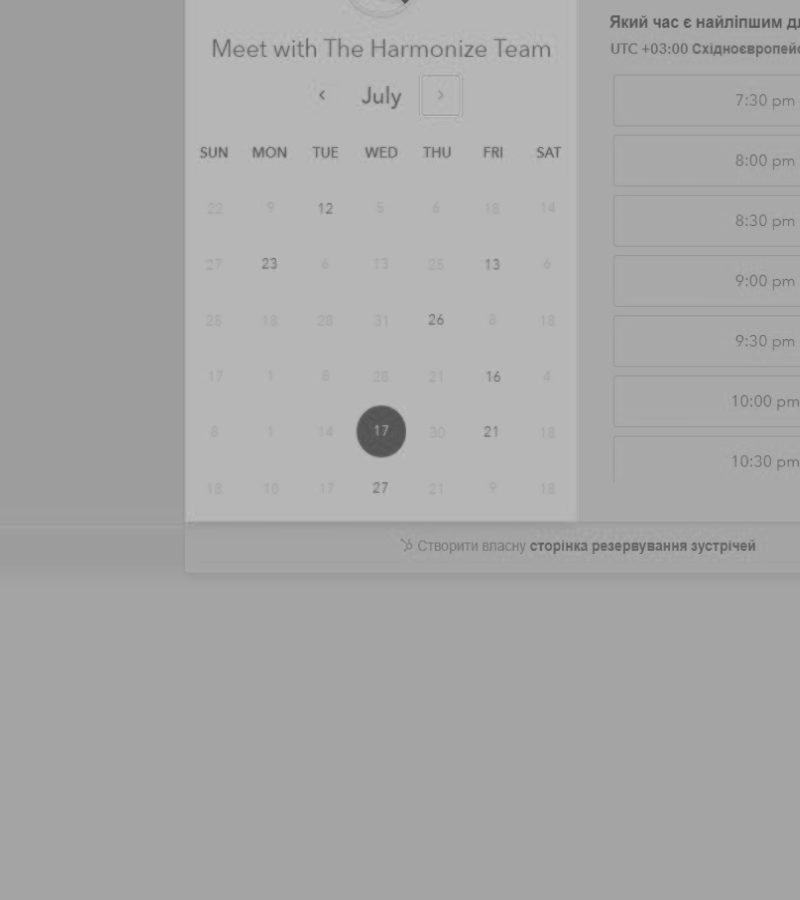 Meet with The Harmonize Team
July
SUN MON TUE WED THU FRI SAT
22 9 12 5 6 18 14
27 23 6 13 25 13 6
25 18 28 31 26 8 18
17 1 8 28 21 16 4
8 1 14 17 30 21 18
18 10 17 27 21 9 18
Який час є найліпшим
UTC +03:00
7:30 pm
8:00 pm
8:30 pm
9:00 pm
9:30 pm
10:00 pm
10:30 pm
Створити власну сторінка резервування зустрічей